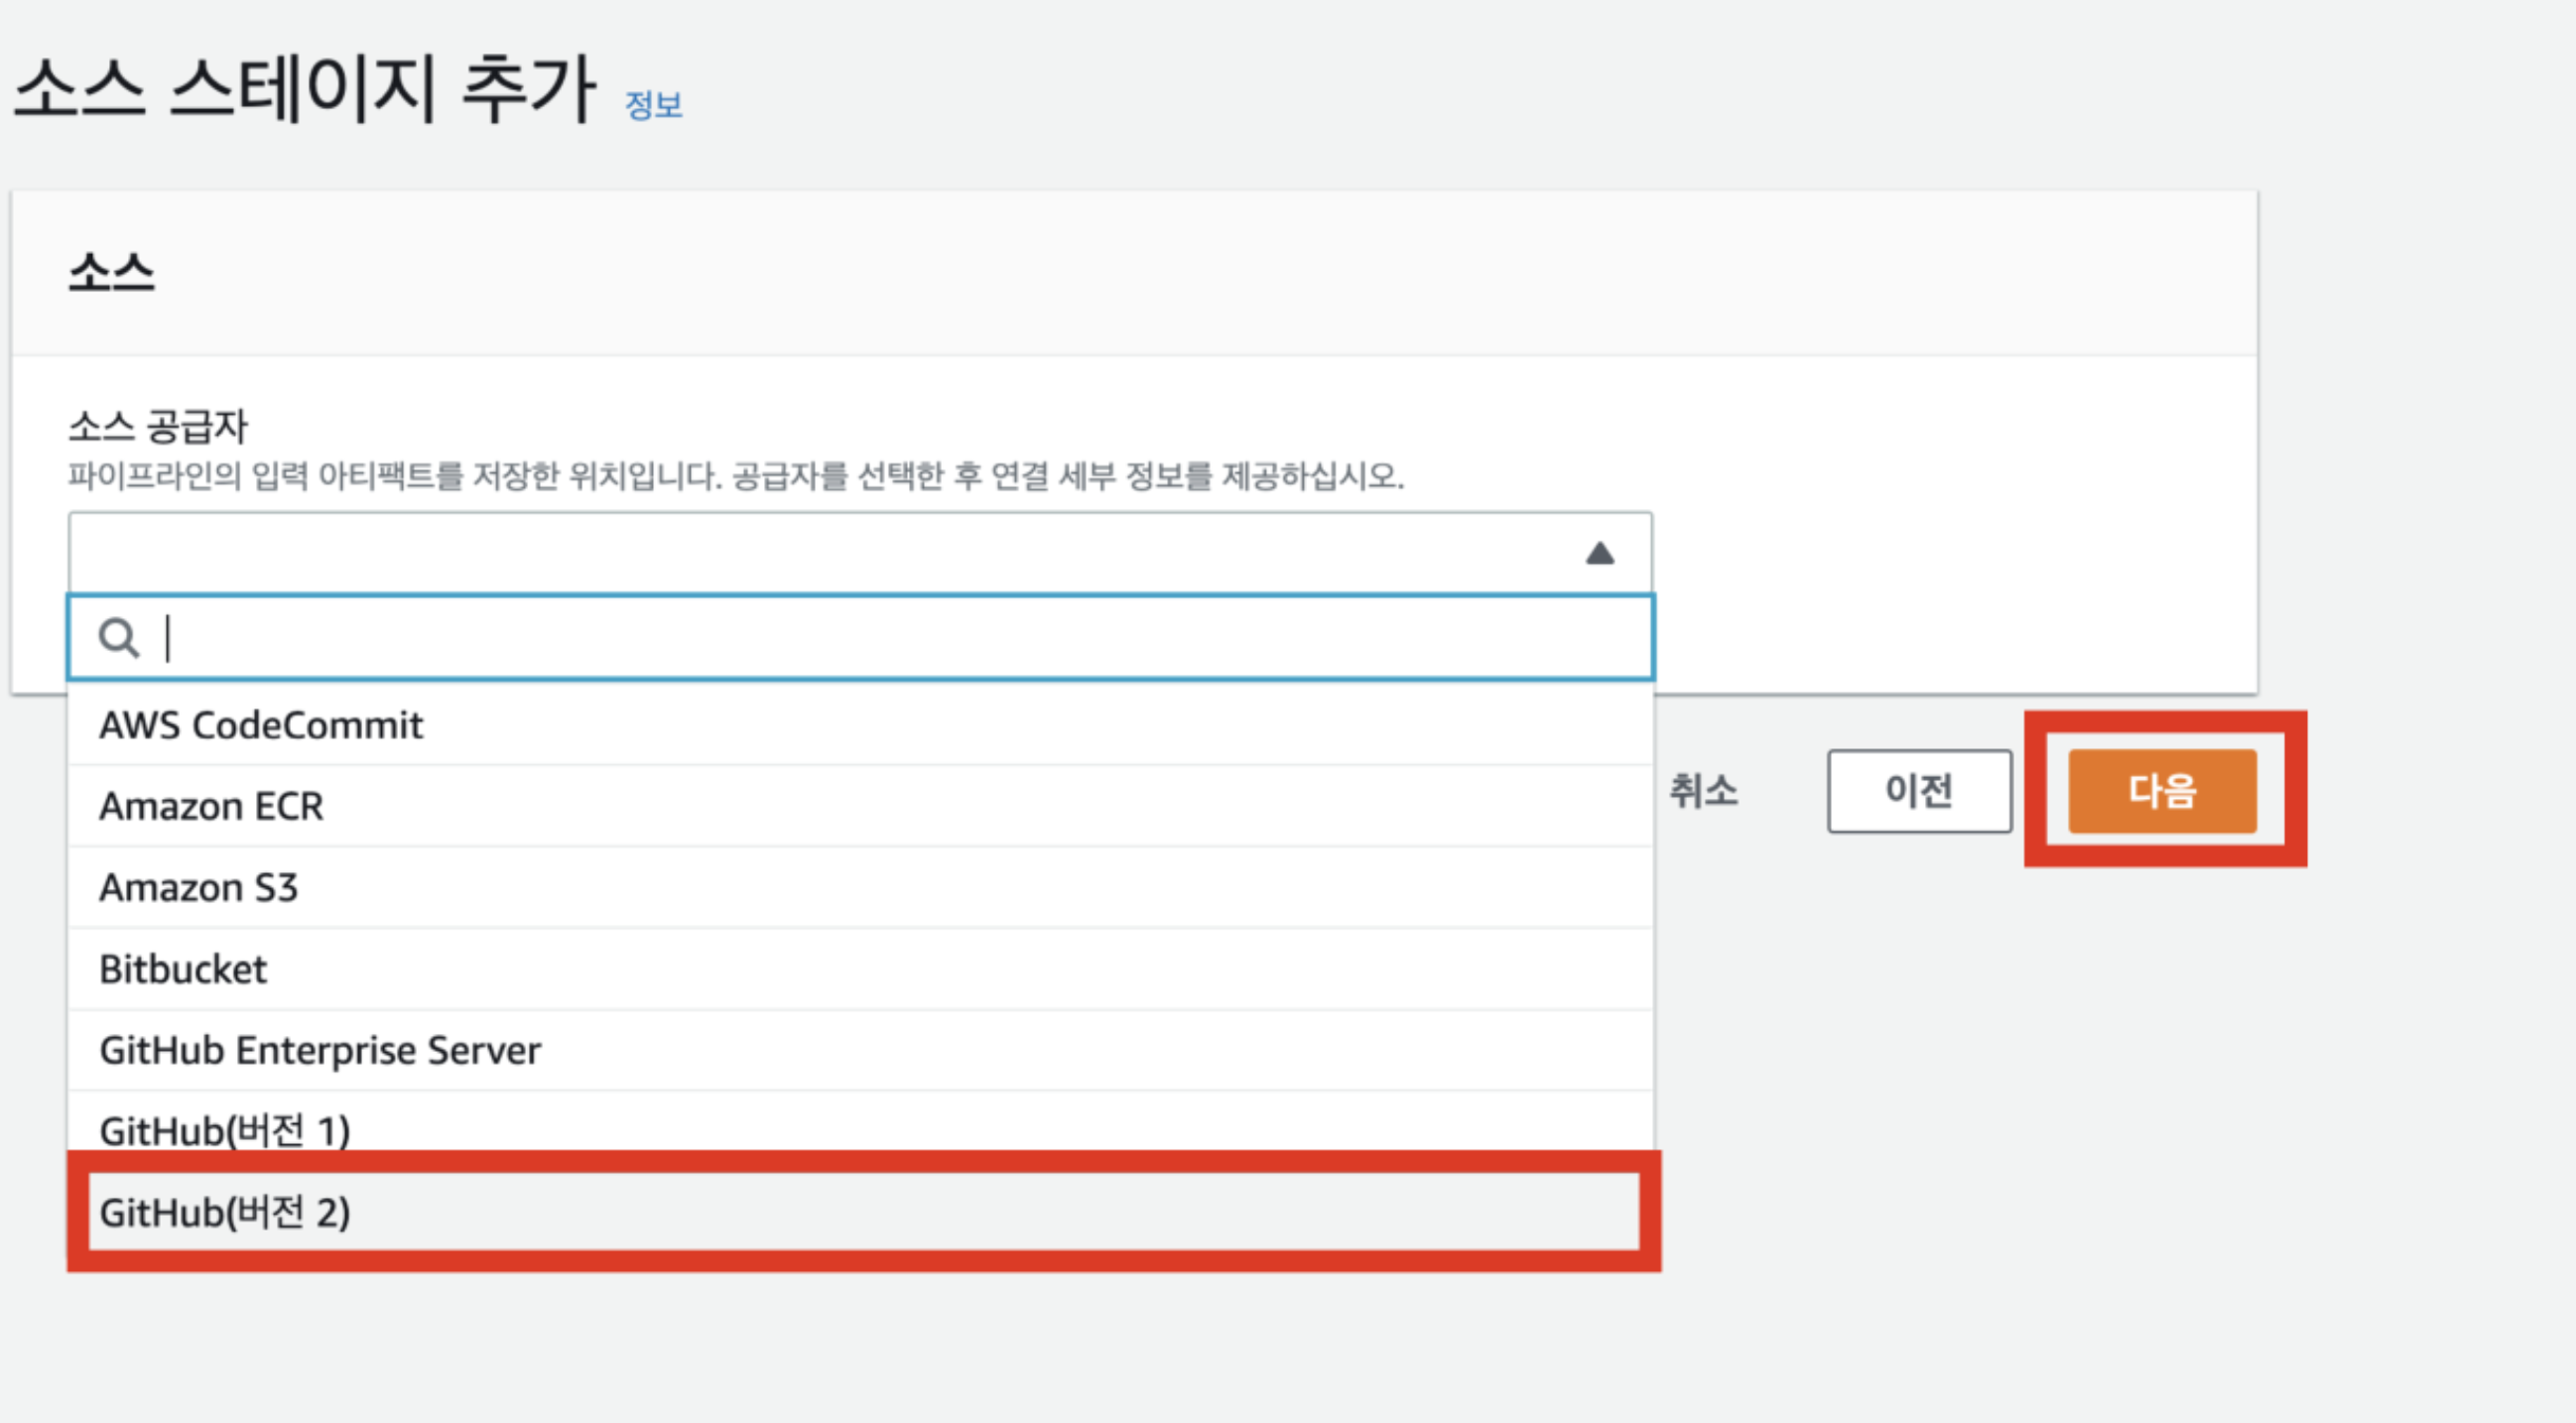 소스 스테이지 추가 정보
소스
소스 공급자
파이프라인의 입력 아티팩트를 저장한 위치입니다. 공급자를 선택한 후 연결 세부 정보를 제공하십시오.
AWS CodeCommit
Amazon ECR
Amazon S3
Bitbucket
GitHub Enterprise Server
GitHub(버전 1)
GitHub(버전 2)
취소 이전 다음